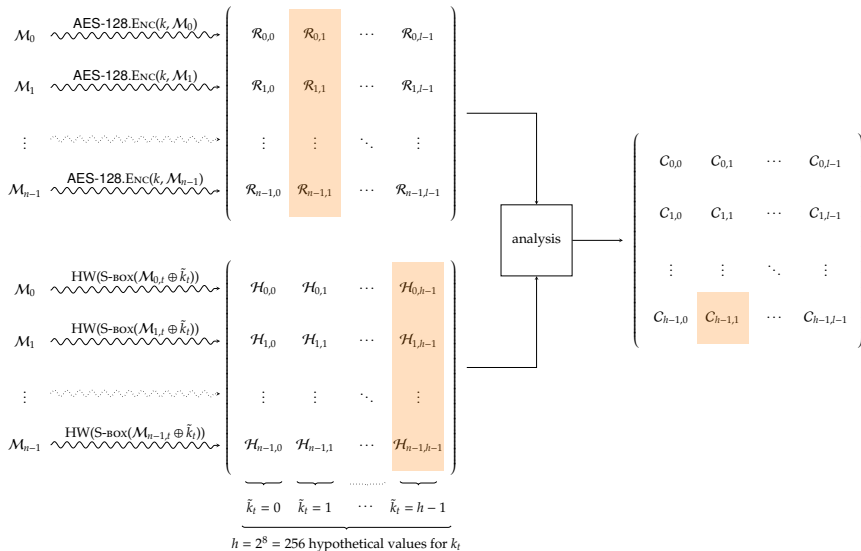 M₀ AES-128.Enc(k, M₀) R₀,₀ R₀,₁ ⋯ R₀,l−1
M₁ AES-128.Enc(k, M₁) R₁,₀ R₁,₁ ⋯ R₁,l−1
⋮ ⋮ ⋮ ⋱ ⋮
Mₙ₋₁ AES-128.Enc(k, Mₙ₋₁) Rₙ₋₁,₀ Rₙ₋₁,₁ ⋯ Rₙ₋₁,l−1
analysis
C₀,₀ C₀,₁ ⋯ C₀,l−1
C₁,₀ C₁,₁ ⋯ C₁,l−1
⋮ ⋮ ⋱ ⋮
Cₕ₋₁,₀ Cₕ₋₁,₁ ⋯ Cₕ₋₁,l−1
M₀ HW(S-box(M₀,t ⊕ k̃t)) H₀,₀ H₀,₁ ⋯ H₀,h−1
M₁ HW(S-box(M₁,t ⊕ k̃t)) H₁,₀ H₁,₁ ⋯ H₁,h−1
⋮ ⋮ ⋮ ⋱ ⋮
Mₙ₋₁ HW(S-box(Mₙ₋₁,t ⊕ k̃t)) Hₙ₋₁,₀ Hₙ₋₁,₁ ⋯ Hₙ₋₁,h−1
k̃t = 0 k̃t = 1 ⋯ k̃t = h − 1
h = 2⁸ = 256 hypothetical values for kt